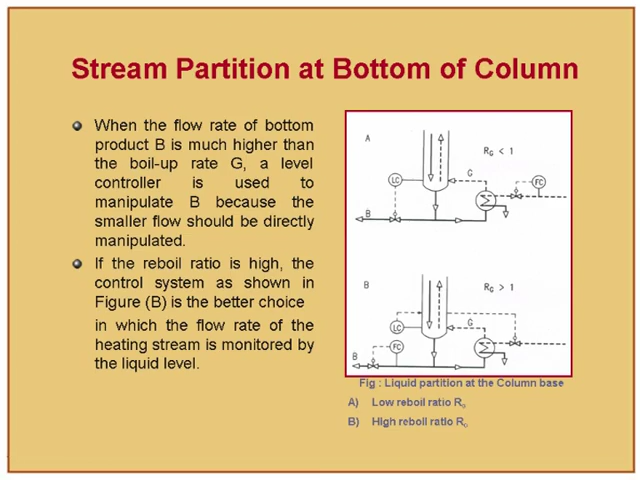 Stream Partition at Bottom of Column
When the flow rate of bottom
product B is much higher than
the boil-up rate G, a level
controller is used to
manipulate B because the
smaller flow should be directly
manipulated.
If the reboil ratio is high, the
control system as shown in
Figure (B) is the better choice
in which the flow rate of the
heating stream is monitored by
the liquid level.
A
RG < 1
LC
G
FC
B
B
RG > 1
LC
G
FC
B
Fig : Liquid partition at the Column base
A) Low reboil ratio R
B) High reboil ratio R